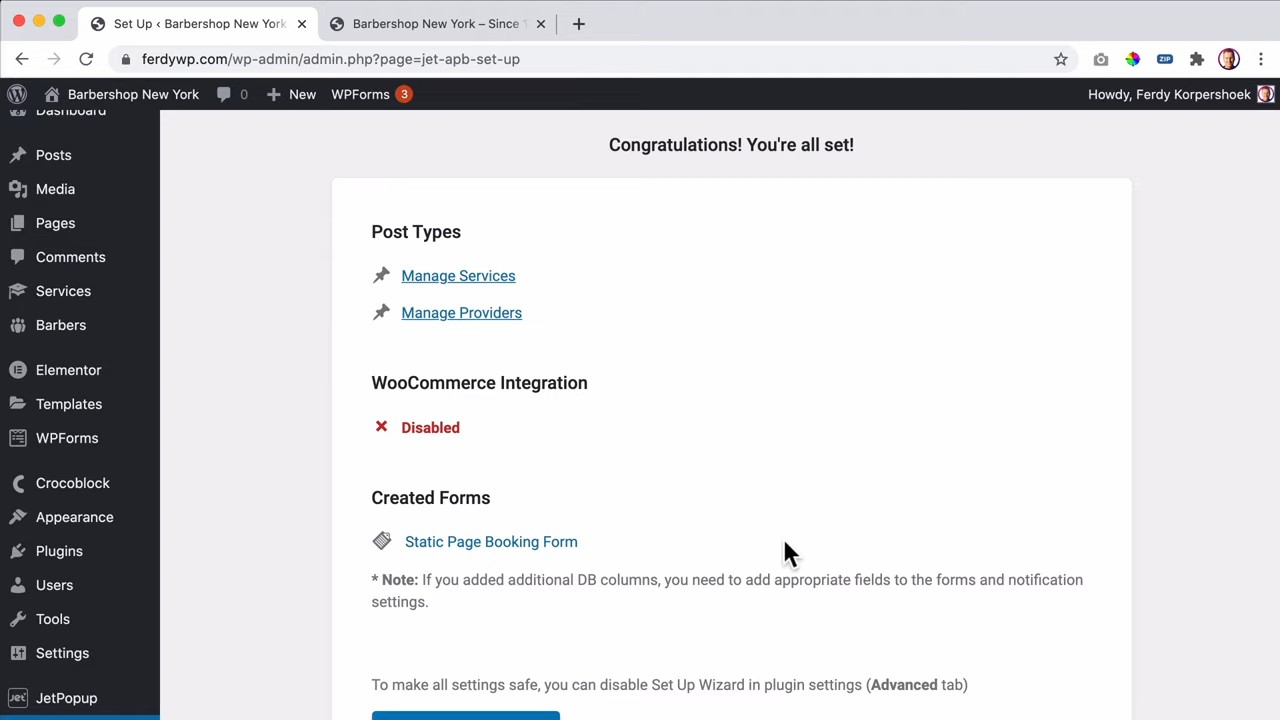 Set Up ‹ Barbershop New York
Barbershop New York – Since 1
ferdywp.com/wp-admin/admin.php?page=jet-apb-set-up
ZIP
Barbershop New York
0
New
WPForms
3
Howdy, Ferdy Korpershoek
Dashboard
Posts
Media
Pages
Comments
Services
Barbers
Elementor
Templates
WPForms
Crocoblock
Appearance
Plugins
Users
Tools
Settings
Jet
JetPopup
Congratulations! You're all set!
Post Types
Manage Services
Manage Providers
WooCommerce Integration
Disabled
Created Forms
Static Page Booking Form
* Note: If you added additional DB columns, you need to add appropriate fields to the forms and notification
settings.
To make all settings safe, you can disable Set Up Wizard in plugin settings (Advanced tab)